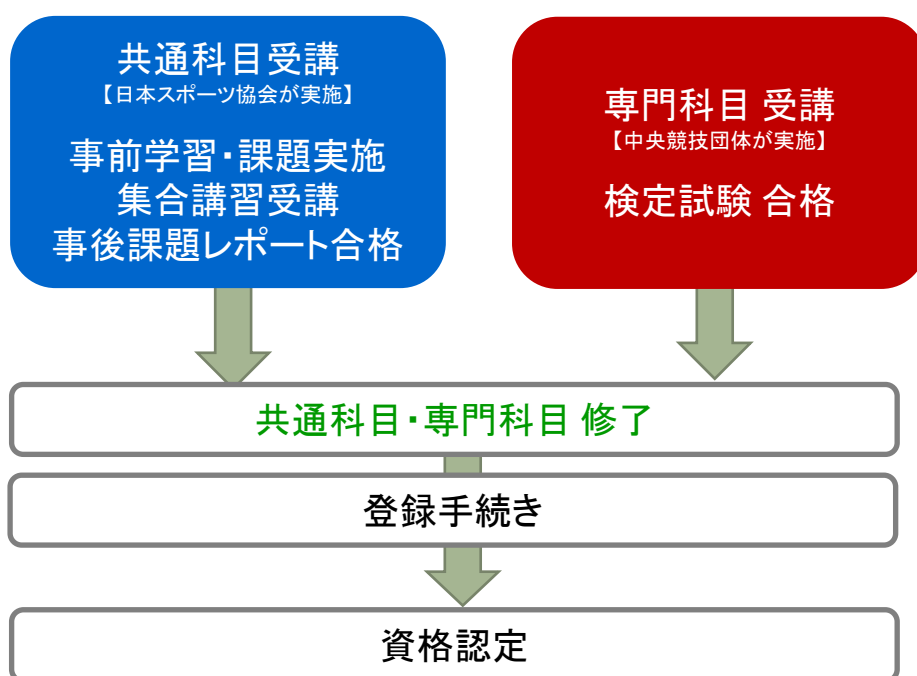 共通科目受講
【日本スポーツ協会が実施】
事前学習・課題実施
集合講習受講
事後課題レポート合格
専門科目 受講
【中央競技団体が実施】
検定試験 合格
共通科目・専門科目 修了
登録手続き
資格認定